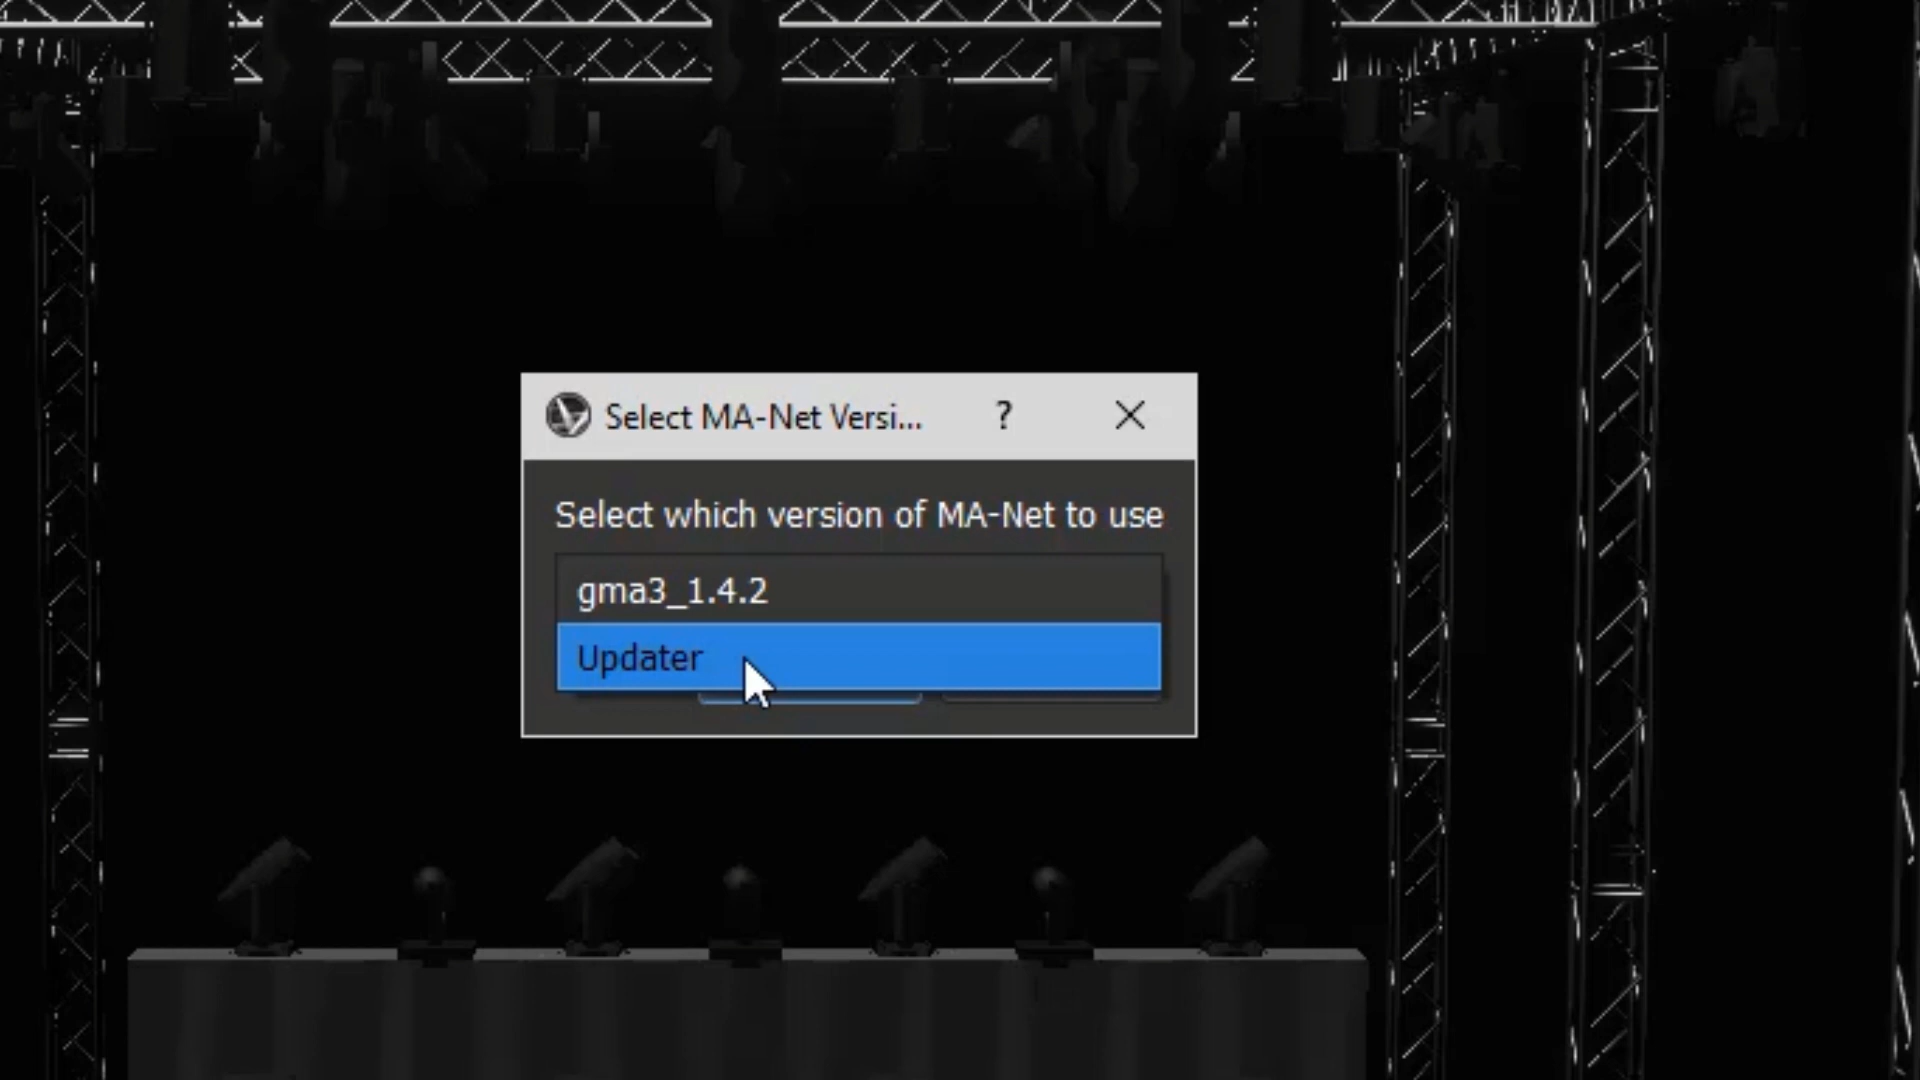 Select MA-Net Versi... ?
Select which version of MA-Net to use
gma3_1.4.2
Updater